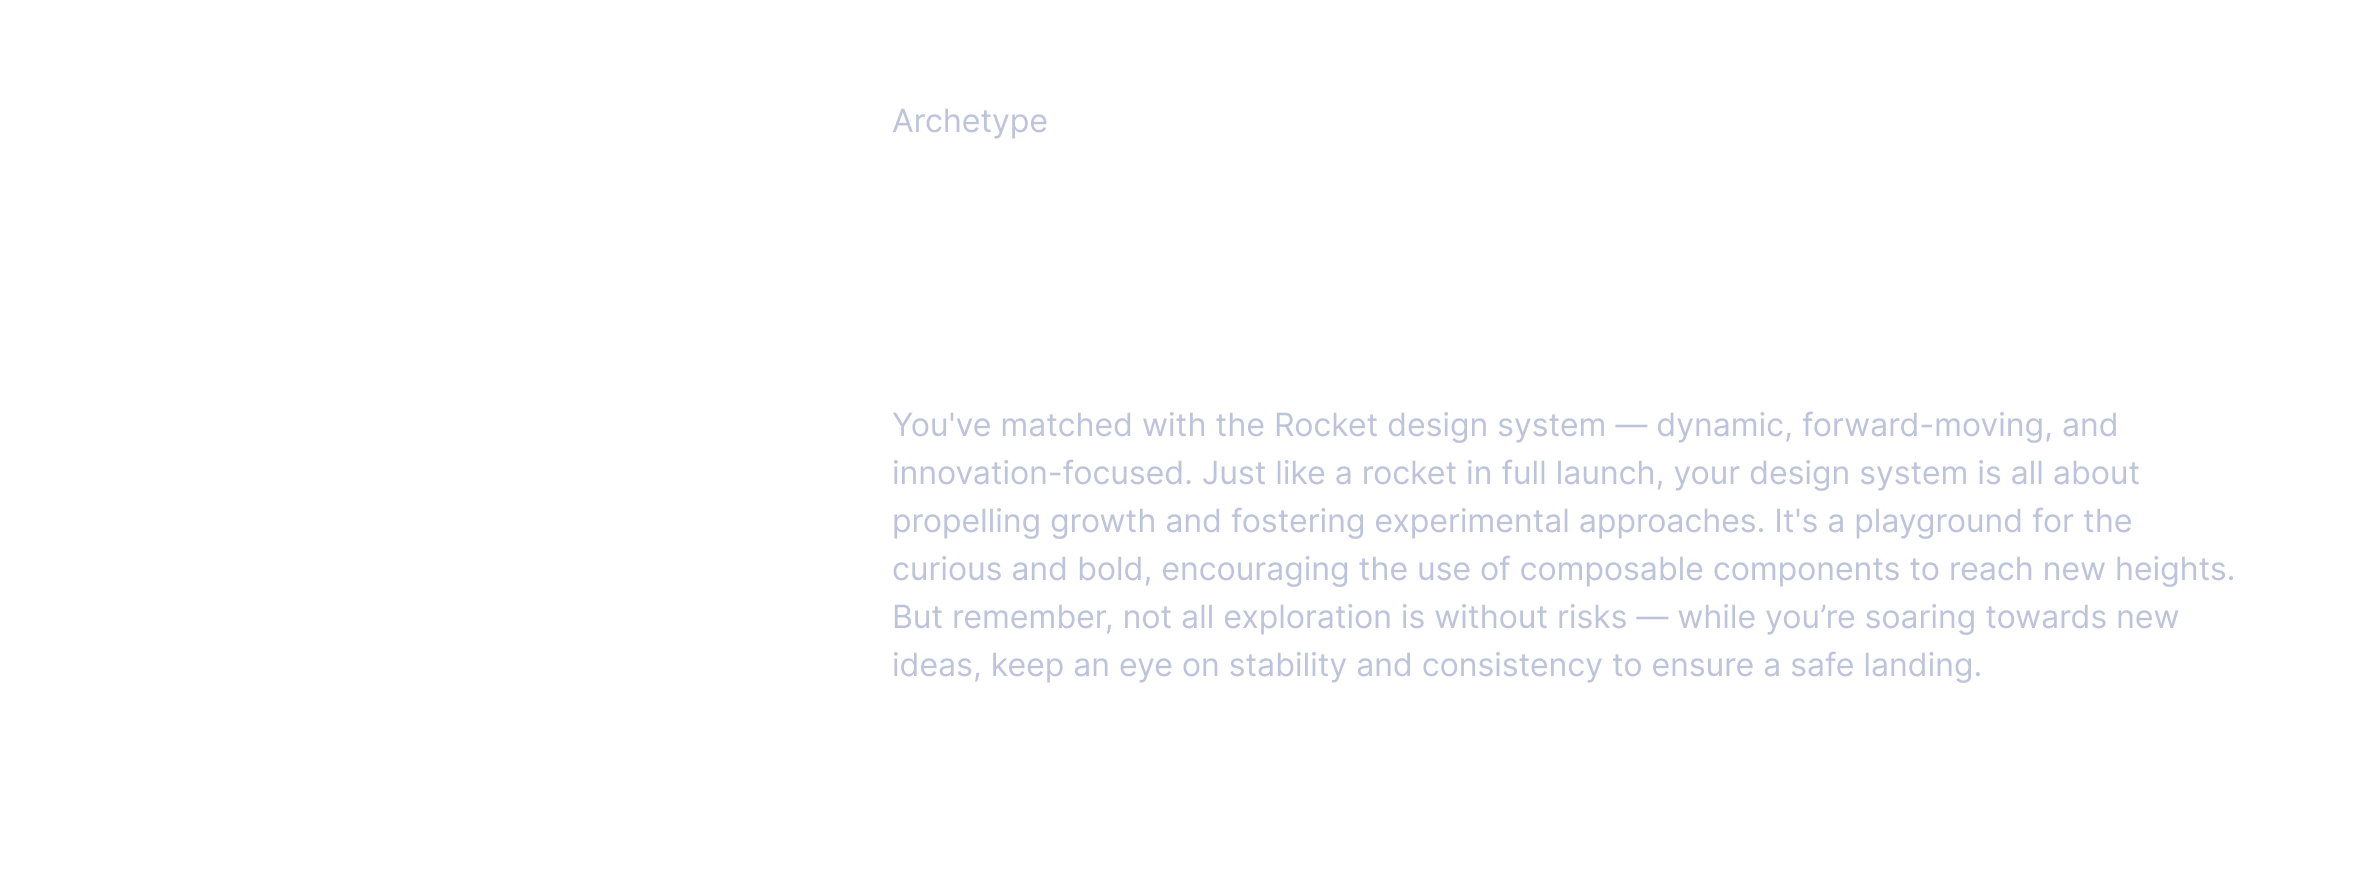 Archetype
You've matched with the Rocket design system — dynamic, forward-moving, and
innovation-focused. Just like a rocket in full launch, your design system is all about
propelling growth and fostering experimental approaches. It's a playground for the
curious and bold, encouraging the use of composable components to reach new heights.
But remember, not all exploration is without risks — while you’re soaring towards new
ideas, keep an eye on stability and consistency to ensure a safe landing.